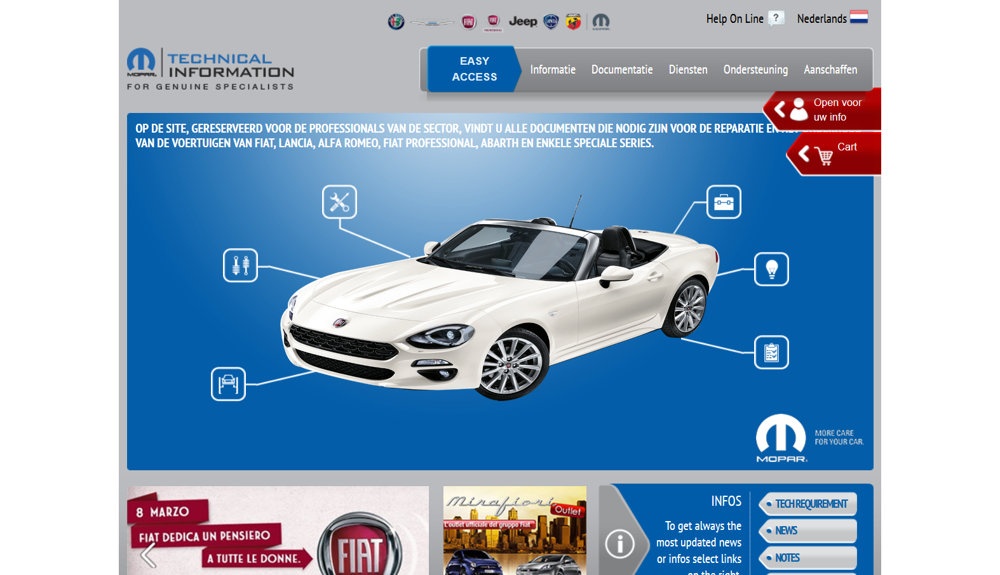 Jeep
Help On Line ?
Nederlands
MOPAR.
TECHNICAL
INFORMATION
FOR GENUINE SPECIALISTS
EASY
ACCESS
Informatie
Documentatie
Diensten
Ondersteuning
Aanschaffen
Open voor
uw info
Cart
OP DE SITE, GERESERVEERD VOOR DE PROFESSIONALS VAN DE SECTOR, VINDT U ALLE DOCUMENTEN DIE NODIG ZIJN VOOR DE REPARATIE EN
VAN DE VOERTUIGEN VAN FIAT, LANCIA, ALFA ROMEO, FIAT PROFESSIONAL, ABARTH EN ENKELE SPECIALE SERIES.
MOPAR.
MORE CARE
FOR YOUR CAR.
8 MARZO
FIAT DEDICA UN PENSIERO
A TUTTE LE DONNE.
FIAT
Mirafiori
Outlet
L'outlet ufficiale del gruppo Fiat
INFOS
To get always the
most updated news
or infos select links
on the right.
TECH REQUIREMENT
NEWS
NOTES